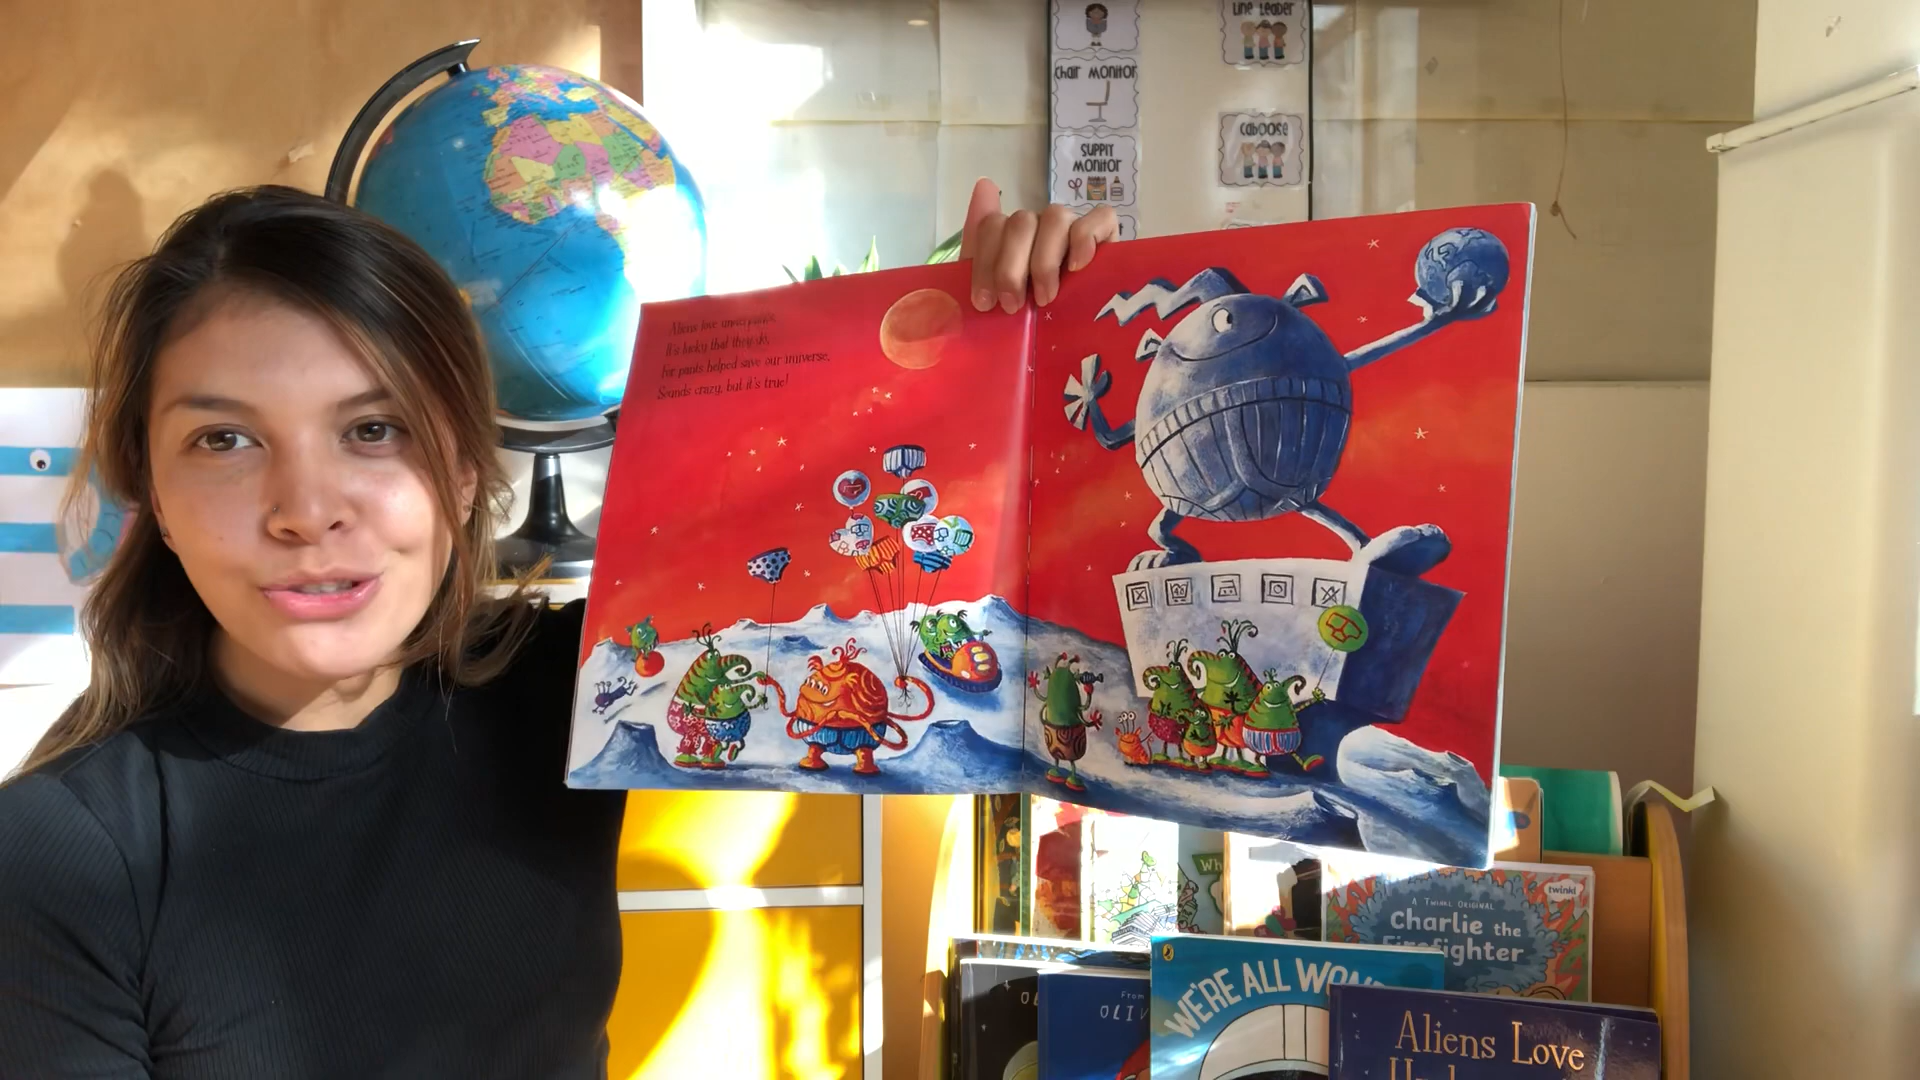 Line Leader
Chair Monitor
Caboose
Supply
Monitor
Aliens love underpants,
It's lucky that they do,
For pants helped save our universe,
Sounds crazy, but it's true!
twinkl
A TWINKL ORIGINAL
Charlie the
Firefighter
WE'RE ALL
From
Aliens Love